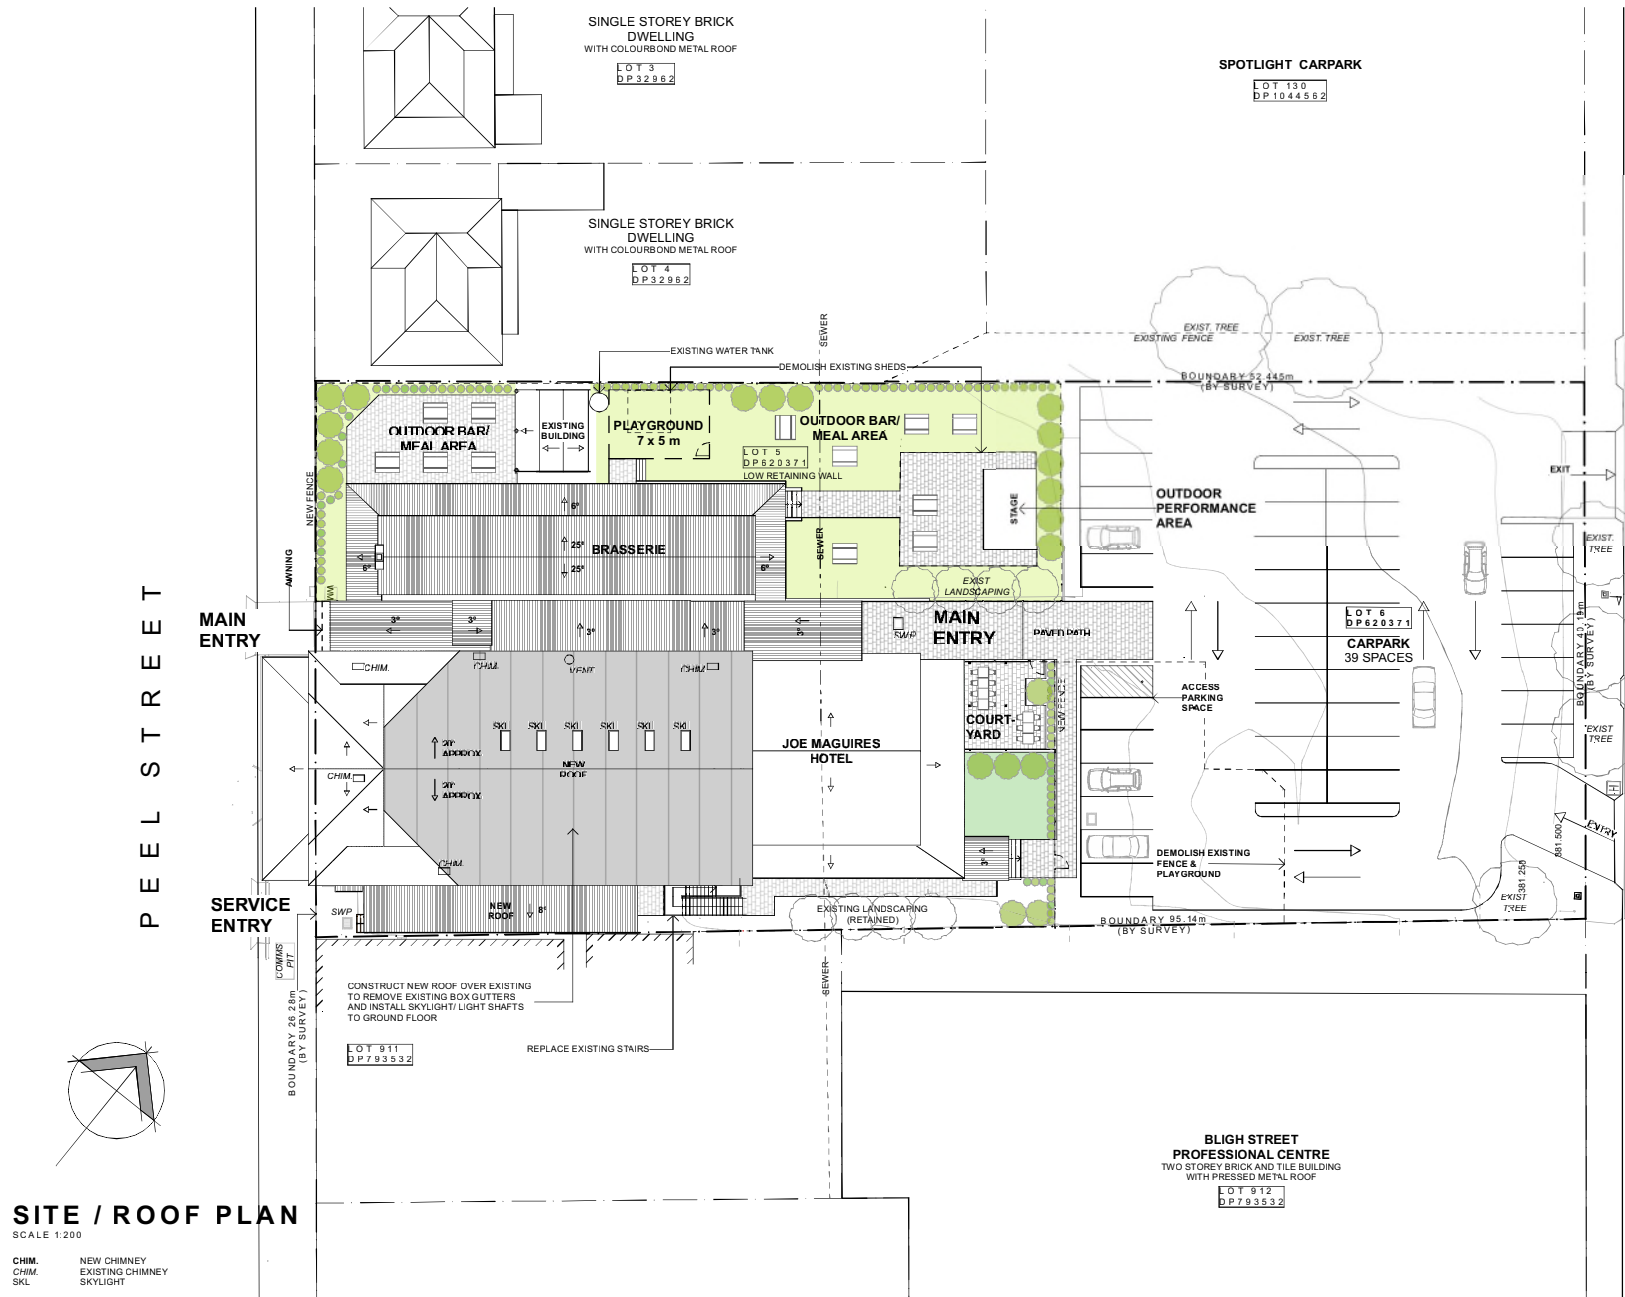 SINGLE STOREY BRICK
DWELLING
WITH COLOURBOND METAL ROOF
LOT 3
DP32962
SPOTLIGHT CARPARK
LOT 130
DP1044562
SINGLE STOREY BRICK
DWELLING
WITH COLOURBOND METAL ROOF
LOT 4
DP32962
SEWER
EXIST. TREE
EXISTING FENCE
EXIST. TREE
EXISTING WATER TANK
DEMOLISH EXISTING SHEDS
BOUNDARY 52.445m
(BY SURVEY)
OUTDOOR BAR/
MEAL AREA
EXISTING
BUILDING
PLAYGROUND
7 x 5 m
OUTDOOR BAR/
MEAL AREA
LOT 5
DP620371
LOW RETAINING WALL
NEW FENCE
6°
25°
25°
6°
6°
BRASSERIE
SEWER
STAGE
OUTDOOR
PERFORMANCE
AREA
EXIT
EXIST.
TREE
EXIST
LANDSCAPING
AWNING
WM
MAIN
ENTRY
3°
3°
3°
3°
3°
SWP
MAIN
ENTRY
PAVED PATH
LOT 6
DP620371
CARPARK
39 SPACES
BOUNDARY 40.19m
(BY SURVEY)
CHIM.
CHIM.
VENT
CHIM.
SKL
SKL
SKL
SKL
SKL
SKL
20°
APPROX
NEW
ROOF
20°
APPROX
CHIM.
CHIM.
JOE MAGUIRES
HOTEL
COURT-
YARD
NEW FENCE
ACCESS
PARKING
SPACE
EXIST
TREE
H
ENTRY
381.500
381.250
3°
DEMOLISH EXISTING
FENCE &
PLAYGROUND
EXIST
TREE
PEEL STREET
SERVICE
ENTRY
SWP
NEW
ROOF
8°
EXISTING LANDSCAPING
(RETAINED)
BOUNDARY 95.14m
(BY SURVEY)
COMMS
PIT
BOUNDARY 26.28m
(BY SURVEY)
SEWER
CONSTRUCT NEW ROOF OVER EXISTING
TO REMOVE EXISTING BOX GUTTERS
AND INSTALL SKYLIGHT/ LIGHT SHAFTS
TO GROUND FLOOR
LOT 911
DP793532
REPLACE EXISTING STAIRS
BLIGH STREET
PROFESSIONAL CENTRE
TWO STOREY BRICK AND TILE BUILDING
WITH PRESSED METAL ROOF
LOT 912
DP793532
SITE / ROOF PLAN
SCALE 1:200
CHIM. NEW CHIMNEY
CHIM. EXISTING CHIMNEY
SKL SKYLIGHT